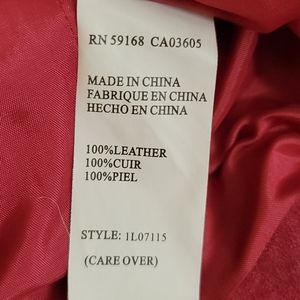 RN 59168 CA03605
MADE IN CHINA
FABRIQUE EN CHINA
HECHO EN CHINA
100%LEATHER
100%CUIR
100%PIEL
STYLE: 1L07115
(CARE OVER)